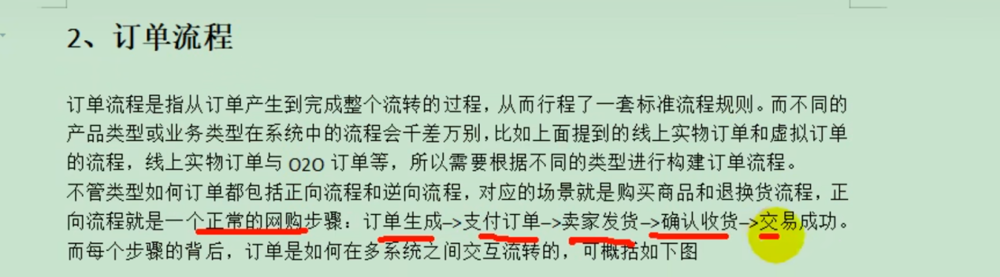 2、订单流程
订单流程是指从订单产生到完成整个流转的过程，从而行程了一套标准流程规则。而不同的
产品类型或业务类型在系统中的流程会千差万别，比如上面提到的线上实物订单和虚拟订单
的流程，线上实物订单与 O2O 订单等，所以需要根据不同的类型进行构建订单流程。
不管类型如何订单都包括正向流程和逆向流程，对应的场景就是购买商品和退换货流程，正
向流程就是一个正常的网购步骤：订单生成–>支付订单–>卖家发货–>确认收货–>交易成功。
而每个步骤的背后，订单是如何在多系统之间交互流转的，可概括如下图